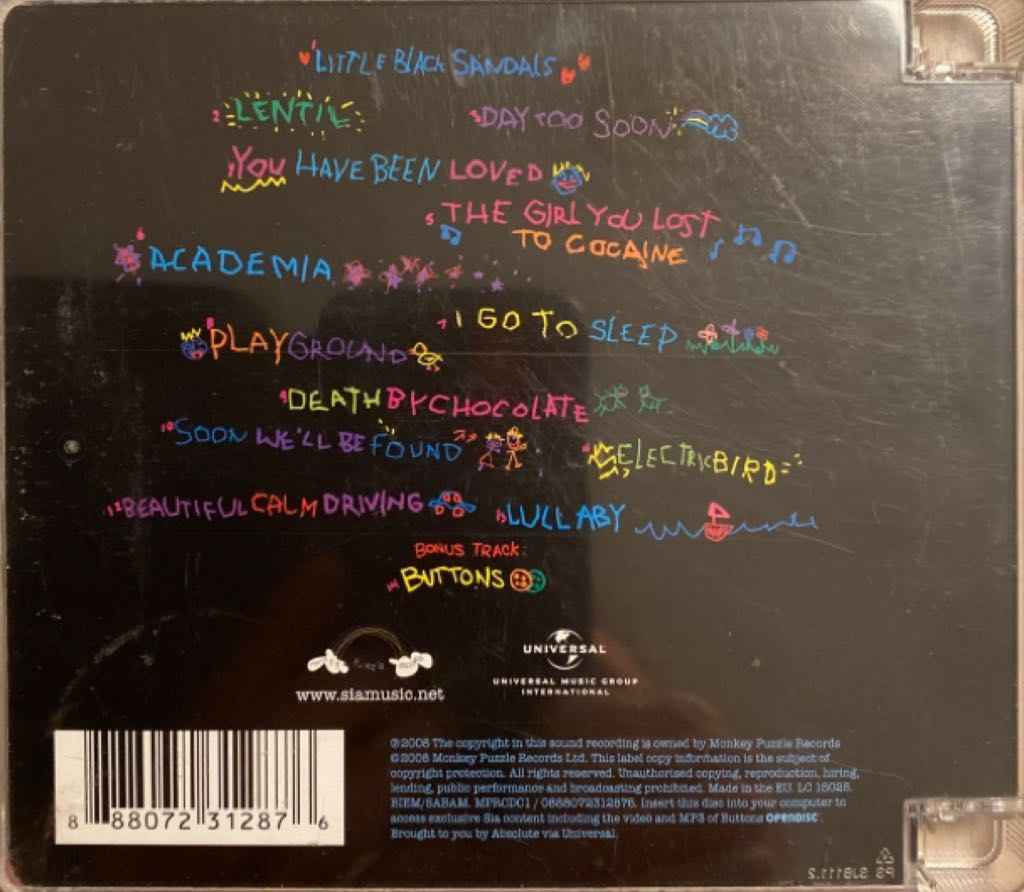 1 LITTLE BLACK SANDALS
2 LENTIL
3 DAY TOO SOON
4 YOU HAVE BEEN LOVED
5 THE GIRL YOU LOST
TO COCAINE
6 ACADEMIA
7 I GO TO SLEEP
8 PLAYGROUND
9 DEATH BY CHOCOLATE
10 SOON WE'LL BE FOUND
11 ELECTRIC BIRD
12 BEAUTIFUL CALM DRIVING
13 LULLABY
BONUS TRACK:
14 BUTTONS
www.siamusic.net
UNIVERSAL
UNIVERSAL MUSIC GROUP
INTERNATIONAL
8 88072 31287 6
℗2008 The copyright in this sound recording is owned by Monkey Puzzle Records
©2008 Monkey Puzzle Records Ltd. This label copy information is the subject of
copyright protection. All rights reserved. Unauthorised copying, reproduction, hiring,
lending, public performance and broadcasting prohibited. Made in the EU. LC 15025.
BIEM/SABAM. MPRCDC1 / 0888072312876. Insert this disc into your computer to
access exclusive Sia content including the video and MP3 of Buttons OPENDISC.
Brought to you by Absolute via Universal.
PS